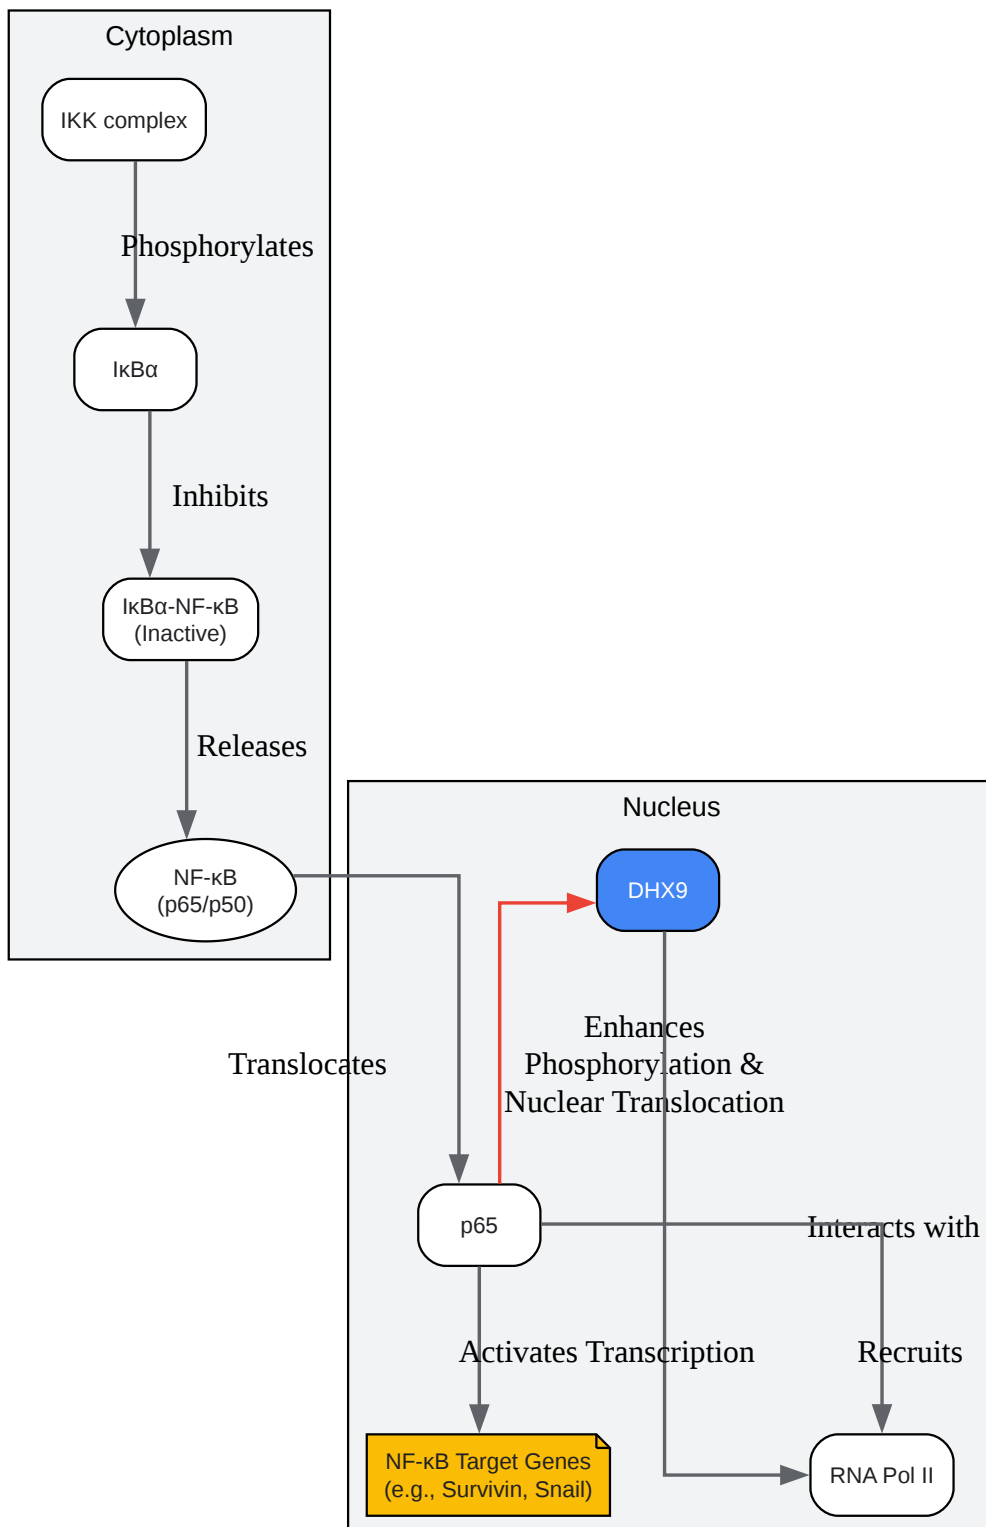 Cytoplasm
IKK complex
Phosphorylates
IκBα
Inhibits
IκBα-NF-κB
(Inactive)
Releases
NF-κB
(p65/p50)
Nucleus
DHX9
Translocates
Enhances
Phosphorylation &
Nuclear Translocation
p65
Interacts with
Activates Transcription
Recruits
NF-κB Target Genes
(e.g., Survivin, Snail)
RNA Pol II